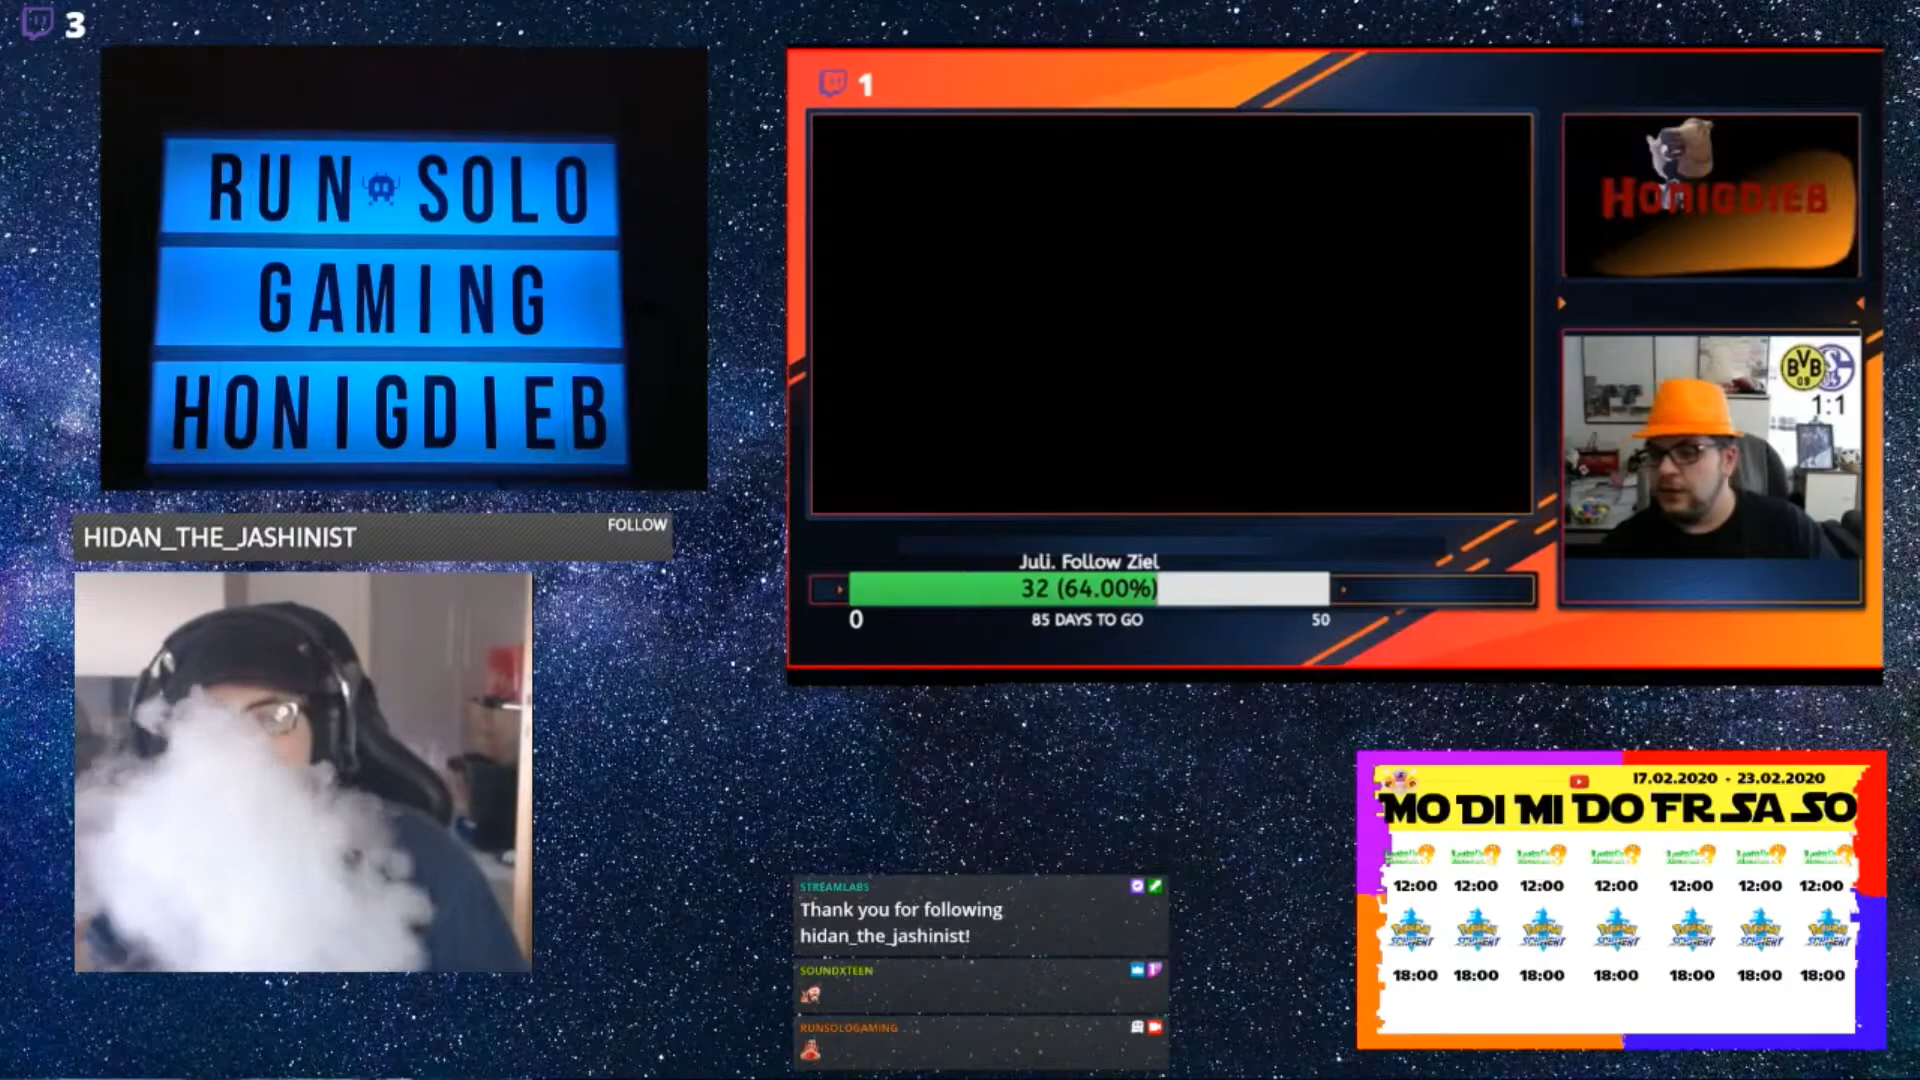 3
RUN SOLO
GAMING
HONIGDIEB
HIDAN_THE_JASHINIST
FOLLOW
1
HONIGDIEB
BVB
09
1:1
Juli. Follow Ziel
32 (64.00%)
0
85 DAYS TO GO
50
STREAMLABS
Thank you for following
hidan_the_jashinist!
SOUNDXTEEN
RUNSOLOGAMING
17.02.2020 - 23.02.2020
MO DI MI DO FR SA SO
12:00 12:00 12:00 12:00 12:00 12:00 12:00
18:00 18:00 18:00 18:00 18:00 18:00 18:00